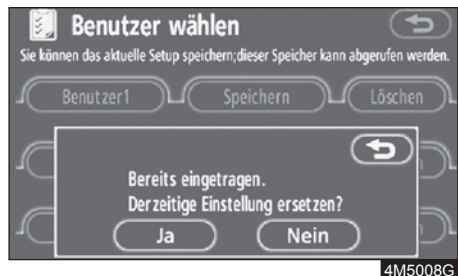 Benutzer wählen
Sie können das aktuelle Setup speichern;dieser Speicher kann abgerufen werden.
Benutzer1 Speichern Löschen
Bereits eingetragen.
Derzeitige Einstellung ersetzen?
Ja Nein
4M5008G